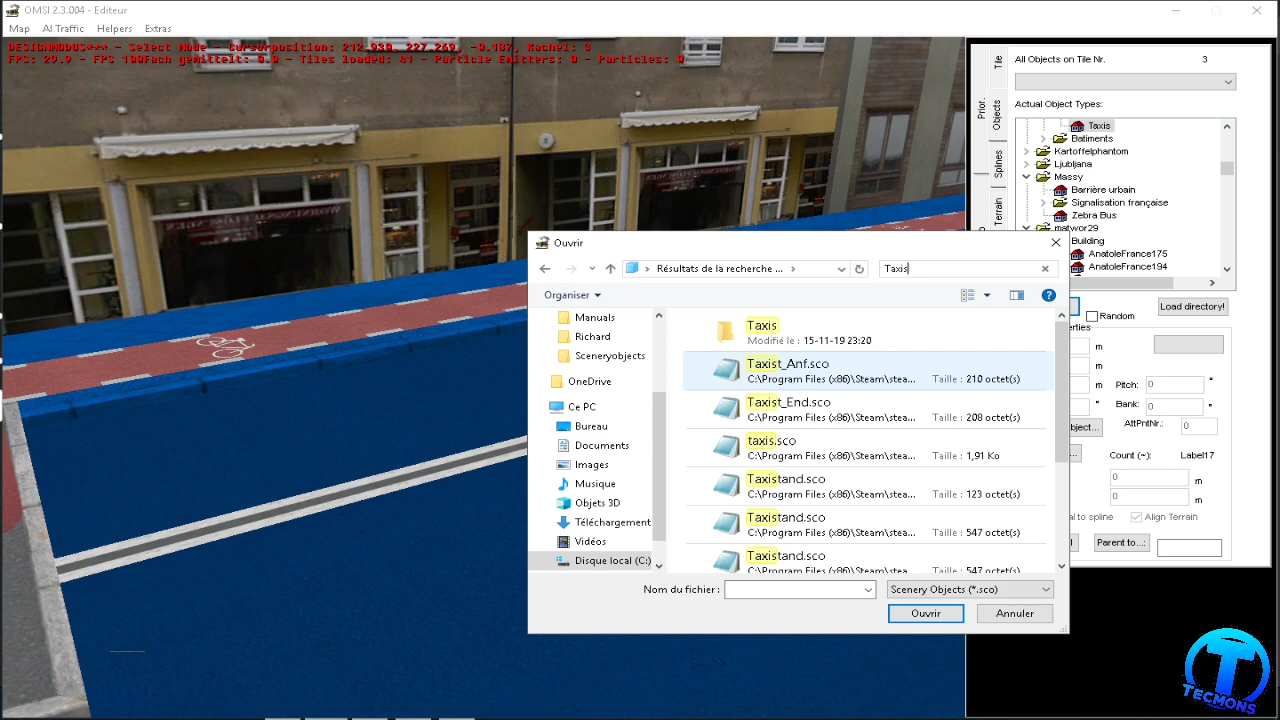 OMSI 2.3.004 - Editeur
Map AI Traffic Helpers Extras
DESIGNMODUS*** - Select Mode - Cursorposition: 212.930, 227.269, -0.187, Kachel: 3
FPS: 29.9 - FPS 100Fach gemittelt: 0.0 - Tiles loaded: 41 - Particle Emitters: 0 - Particles: 0
Tile
Prior.
Objects
Splines
Terrain
All Objects on Tile Nr. 3
Actual Object Types:
Taxis
Batiments
Kartoffelphantom
Ljubljana
Massy
Barrière urbain
Signalisation française
Zebra Bus
matwor29
Building
AnatoleFrance175
AnatoleFrance194
Random
Load directory!
erties
m
m
Pitch: 0 °
° Bank: 0 °
bject... AttPntNr.: 0
... Count (~): Label17
0 m
0 m
al to spline Align Terrain
Parent to...:
Ouvrir
Résultats de la recherche ...
Taxis
Organiser
Manuals
Richard
Sceneryobjects
OneDrive
Ce PC
Bureau
Documents
Images
Musique
Objets 3D
Téléchargement
Vidéos
Disque local (C:)
Taxis
Modifié le : 15-11-19 23:20
Taxist_Anf.sco
C:\Program Files (x86)\Steam\stea... Taille : 210 octet(s)
Taxist_End.sco
C:\Program Files (x86)\Steam\stea... Taille : 208 octet(s)
taxis.sco
C:\Program Files (x86)\Steam\stea... Taille : 1,91 Ko
Taxistand.sco
C:\Program Files (x86)\Steam\stea... Taille : 123 octet(s)
Taxistand.sco
C:\Program Files (x86)\Steam\stea... Taille : 547 octet(s)
Taxistand.sco
C:\Program Files (x86)\Steam\stea... Taille : 547 octet(s)
Nom du fichier : Scenery Objects (*.sco)
Ouvrir Annuler
TECMONS